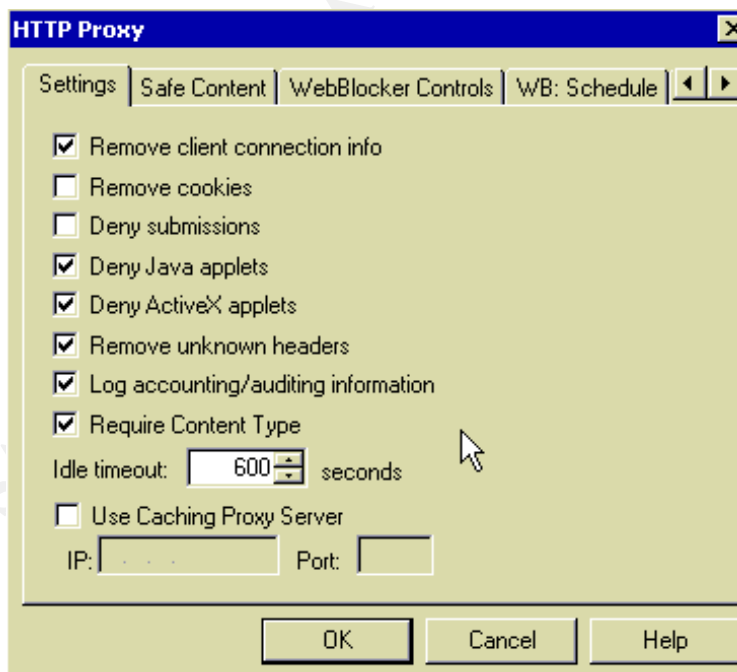 HTTP Proxy
Settings Safe Content WebBlocker Controls WB: Schedule
Remove client connection info
Remove cookies
Deny submissions
Deny Java applets
Deny ActiveX applets
Remove unknown headers
Log accounting/auditing information
Require Content Type
Idle timeout: 600 seconds
Use Caching Proxy Server
IP: . . . Port:
OK Cancel Help